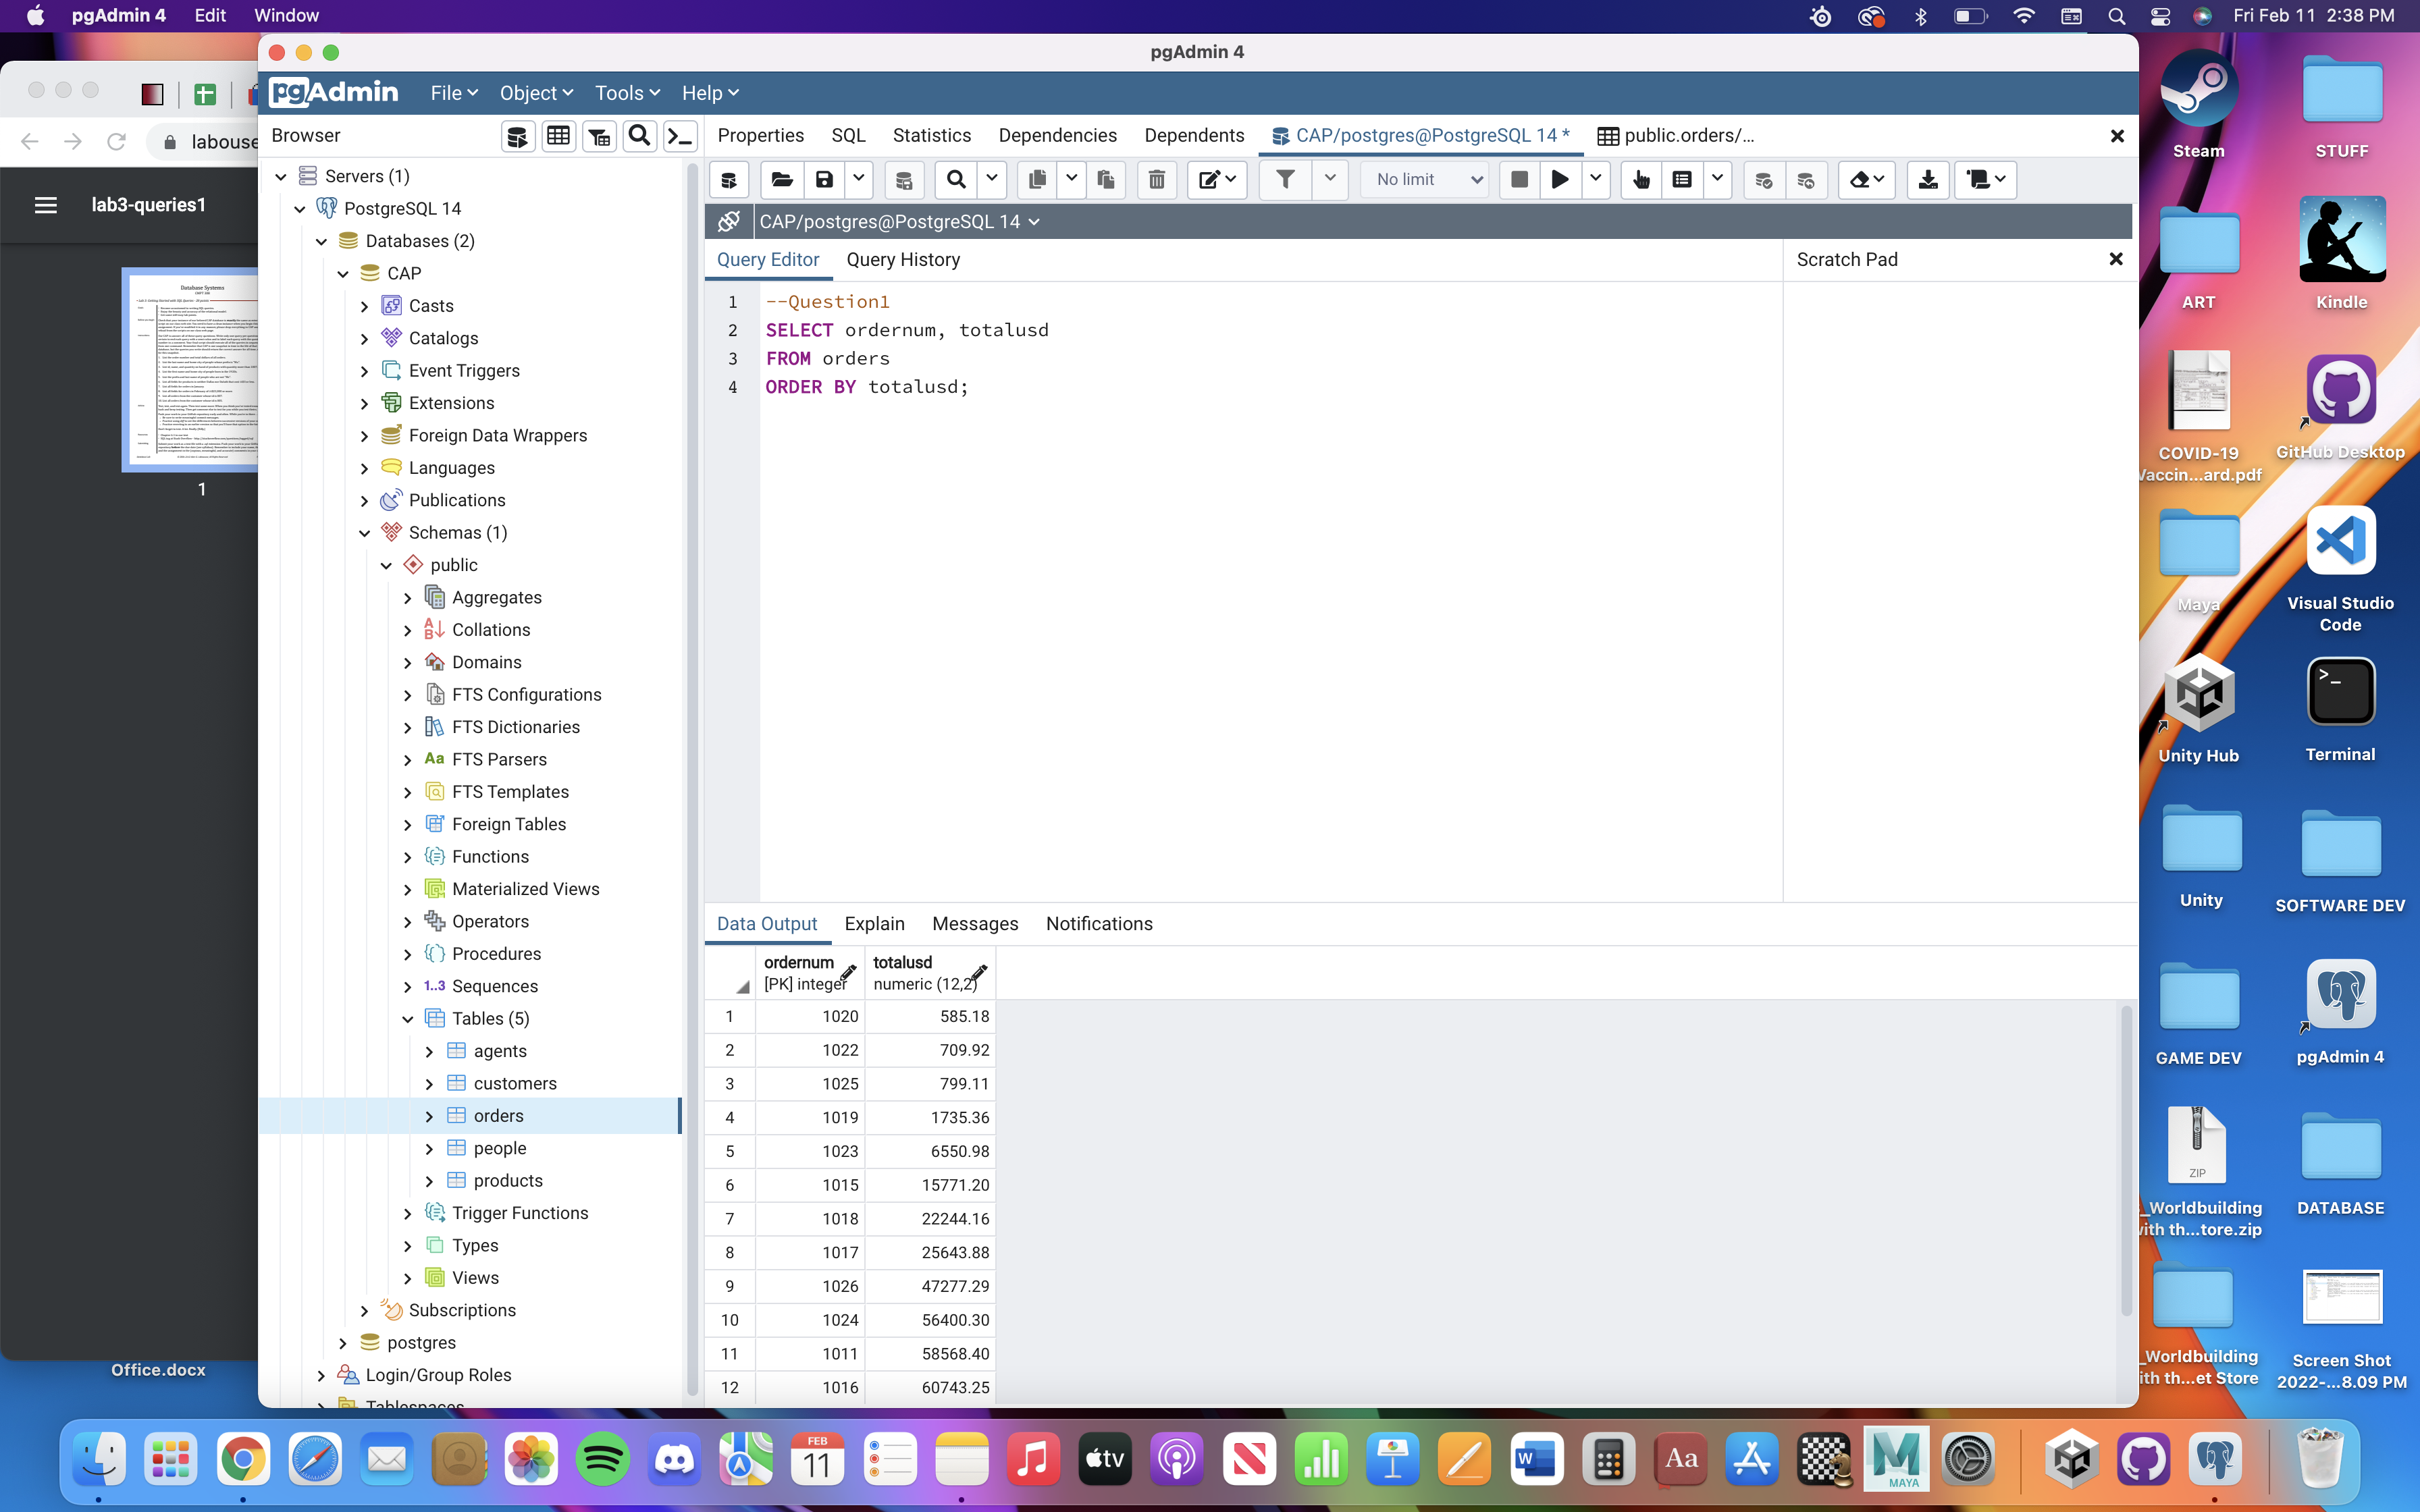 pgAdmin 4 Edit Window
Fri Feb 11 2:38 PM
pgAdmin 4
pgAdmin File Object Tools Help
labouse
lab3-queries1
Database Systems
1
Office.docx
Browser
Servers (1)
PostgreSQL 14
Databases (2)
CAP
Casts
Catalogs
Event Triggers
Extensions
Foreign Data Wrappers
Languages
Publications
Schemas (1)
public
Aggregates
Collations
Domains
FTS Configurations
FTS Dictionaries
Aa FTS Parsers
FTS Templates
Foreign Tables
Functions
Materialized Views
Operators
Procedures
1..3 Sequences
Tables (5)
agents
customers
orders
people
products
Trigger Functions
Types
Views
Subscriptions
postgres
Login/Group Roles
Tablespaces
Properties SQL Statistics Dependencies Dependents CAP/postgres@PostgreSQL 14 * public.orders/...
No limit
CAP/postgres@PostgreSQL 14
Query Editor Query History
Scratch Pad
1 --Question1
2 SELECT ordernum, totalusd
3 FROM orders
4 ORDER BY totalusd;
Data Output Explain Messages Notifications
ordernum totalusd
[PK] integer numeric (12,2)
1 1020 585.18
2 1022 709.92
3 1025 799.11
4 1019 1735.36
5 1023 6550.98
6 1015 15771.20
7 1018 22244.16
8 1017 25643.88
9 1026 47277.29
10 1024 56400.30
11 1011 58568.40
12 1016 60743.25
Steam
STUFF
ART
Kindle
COVID-19
Vaccin...ard.pdf
GitHub Desktop
Maya
Visual Studio
Code
Unity Hub
Terminal
Unity
SOFTWARE DEV
GAME DEV
pgAdmin 4
ZIP
_Worldbuilding
with th...tore.zip
DATABASE
_Worldbuilding
ith th...et Store
Screen Shot
2022-...8.09 PM
FEB
11
tv
W
Aa
MAYA